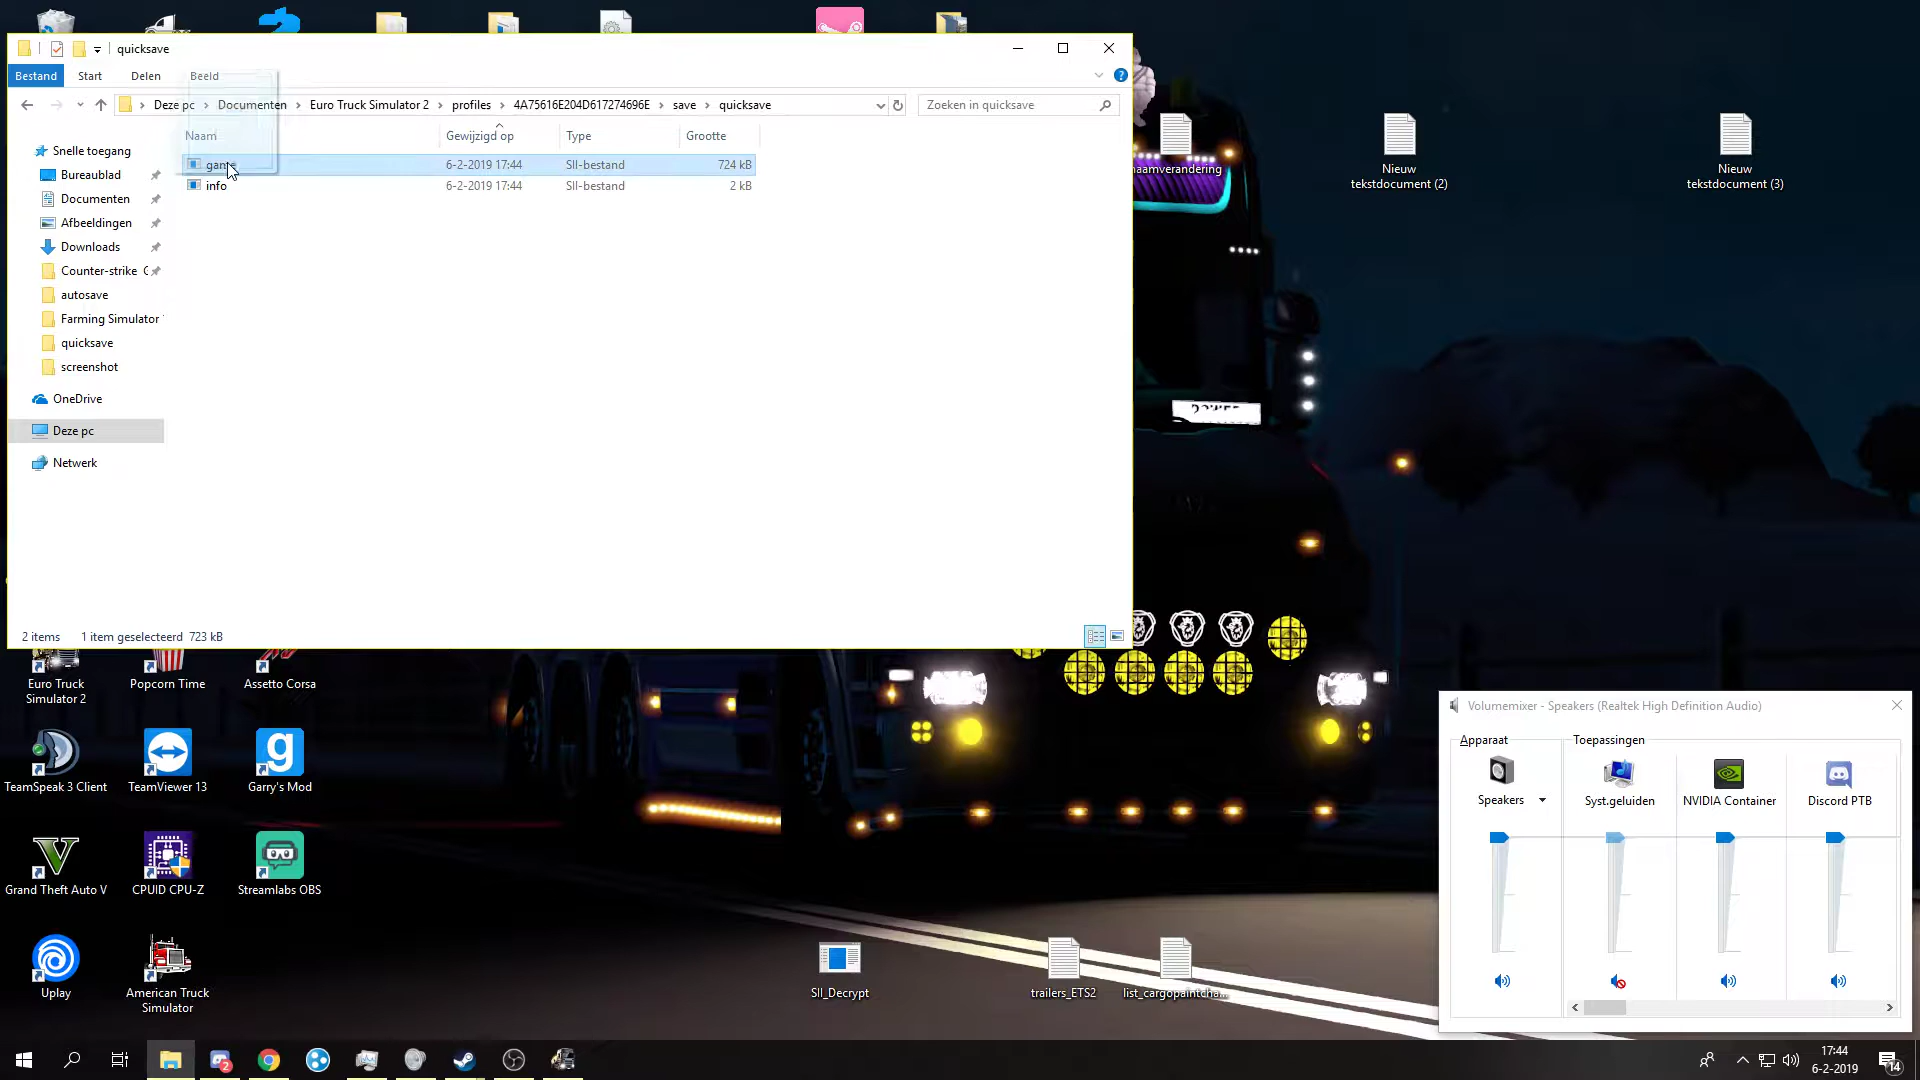 quicksave
Bestand Start Delen Beeld
Deze pc Documenten Euro Truck Simulator 2 profiles 4A75616E204D617274696E save quicksave
Zoeken in quicksave
Naam Gewijzigd op Type Grootte
game 6-2-2019 17:44 SII-bestand 724 kB
info 6-2-2019 17:44 SII-bestand 2 kB
Snelle toegang
Bureaublad
Documenten
Afbeeldingen
Downloads
Counter-strike G
autosave
Farming Simulator
quicksave
screenshot
OneDrive
Deze pc
Netwerk
2 items 1 item geselecteerd 723 kB
naamverandering
Nieuw
tekstdocument (2)
Nieuw
tekstdocument (3)
Euro Truck
Simulator 2
Popcorn Time
Assetto Corsa
TeamSpeak 3 Client
TeamViewer 13
Garry's Mod
Grand Theft Auto V
CPUID CPU-Z
Streamlabs OBS
Uplay
American Truck
Simulator
SII_Decrypt
trailers_ETS2
list_cargopaintcha...
Volumemixer - Speakers (Realtek High Definition Audio)
Apparaat
Toepassingen
Speakers
Syst.geluiden
NVIDIA Container
Discord PTB
17:44
6-2-2019
2
14